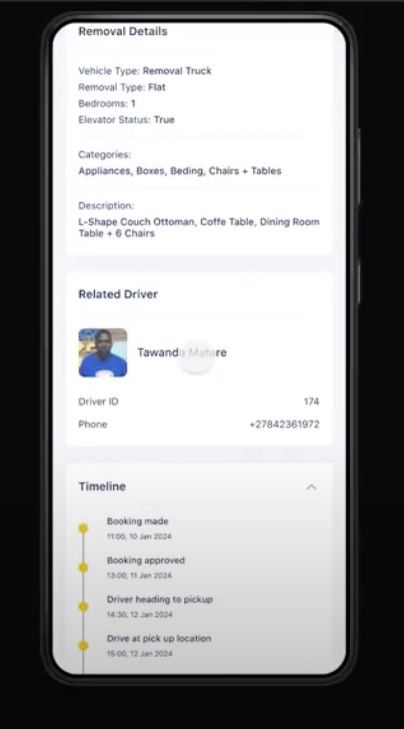 Removal Details
Vehicle Type: Removal Truck
Removal Type: Flat
Bedrooms: 1
Elevator Status: True
Categories:
Appliances, Boxes, Beding, Chairs + Tables
Description:
L-Shape Couch Ottoman, Coffe Table, Dining Room
Table + 6 Chairs
Related Driver
Tawanda Matare
Driver ID 174
Phone +27842361972
Timeline
Booking made
11:00, 10 Jan 2024
Booking approved
13:00, 11 Jan 2024
Driver heading to pickup
14:30, 12 Jan 2024
Drive at pick up location
15:00, 12 Jan 2024